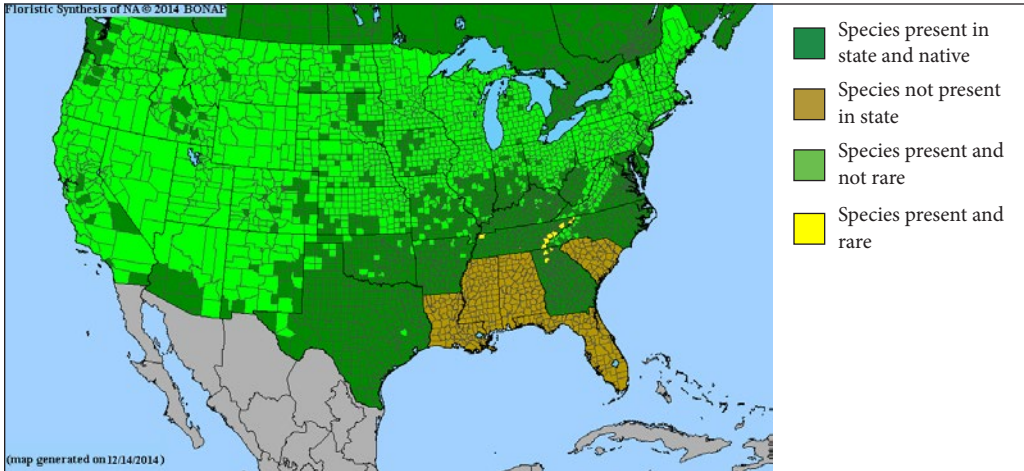 Floristic Synthesis of NA © 2014 BONAP
(map generated on 12/14/2014)
Species present in
state and native
Species not present
in state
Species present and
not rare
Species present and
rare